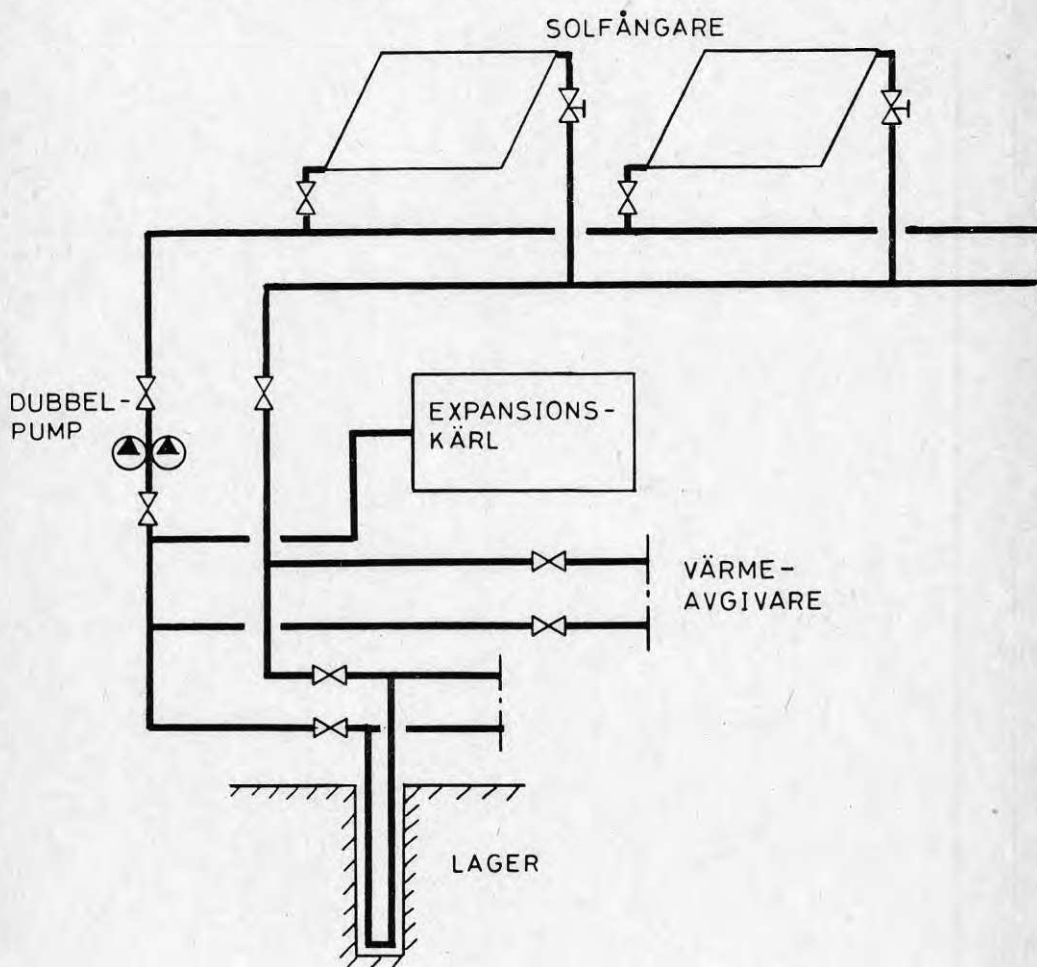 SOLFÅNGARE
DUBBEL-
PUMP
EXPANSIONS-
KÄRL
VÄRME-
AVGIVARE
LAGER